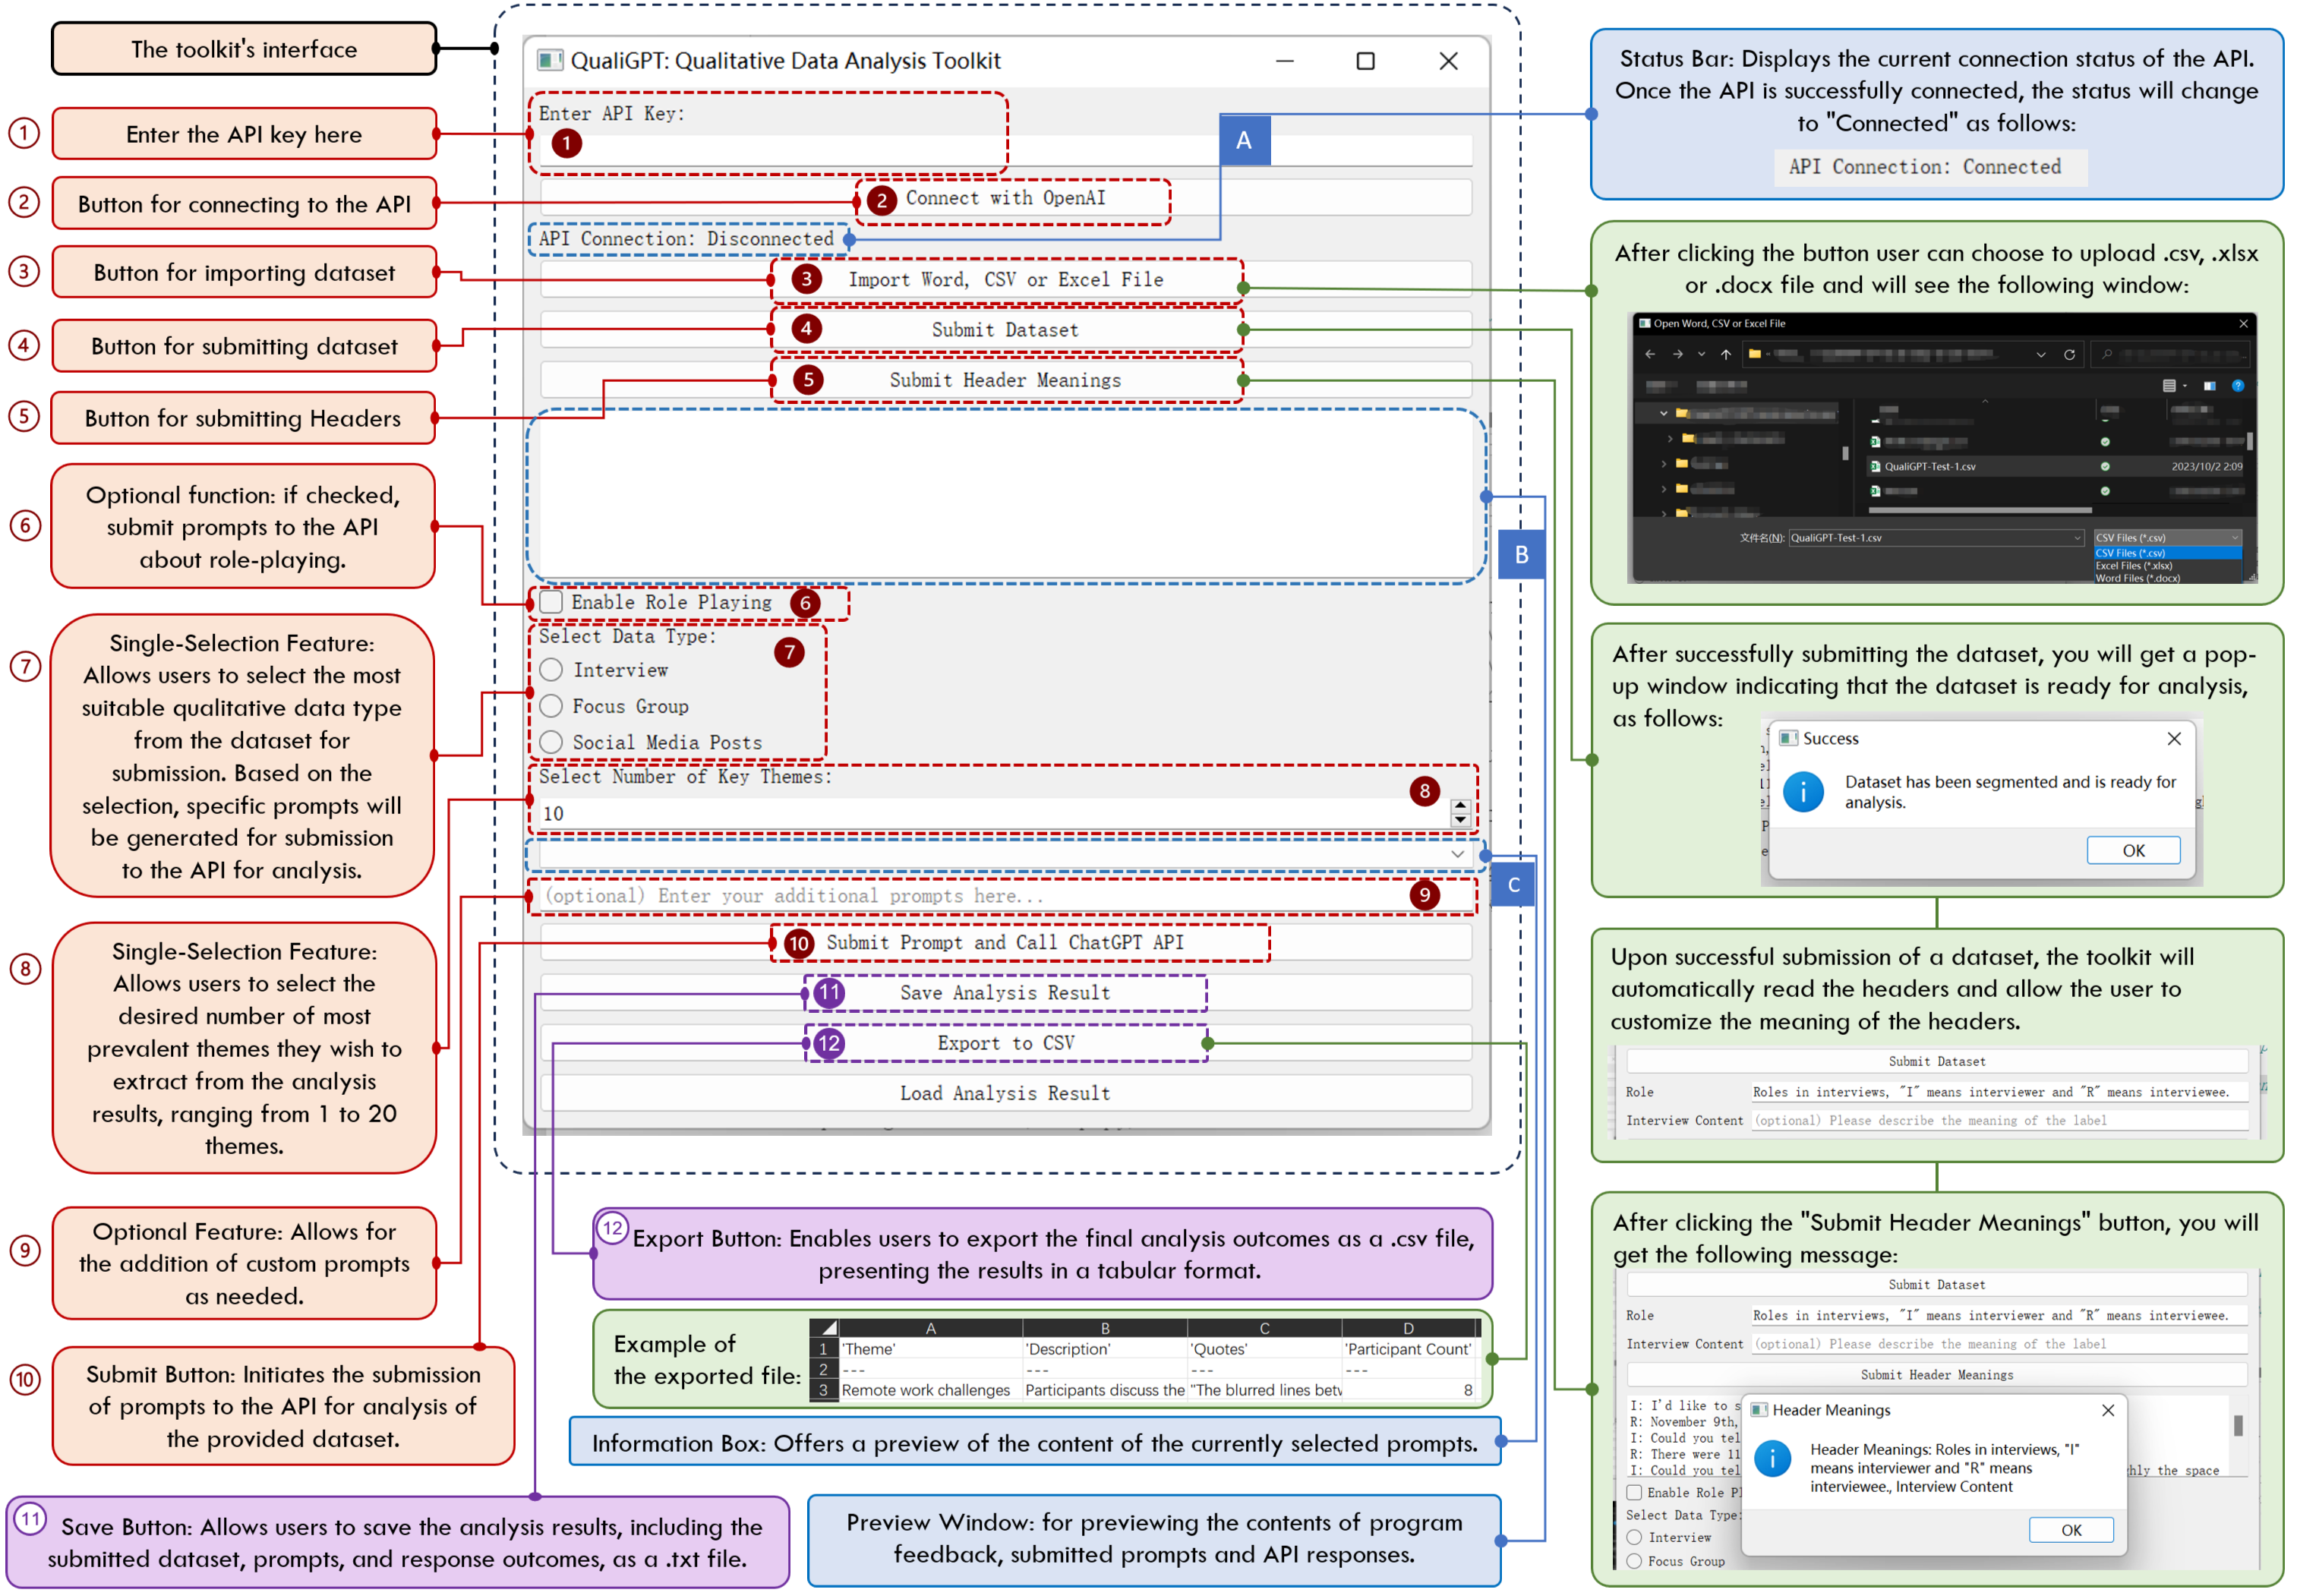 The toolkit's interface
1
Enter the API key here
2
Button for connecting to the API
3
Button for importing dataset
4
Button for submitting dataset
5
Button for submitting Headers
6
Optional function: if checked,
submit prompts to the API
about role-playing.
7
Single-Selection Feature:
Allows users to select the most
suitable qualitative data type
from the dataset for
submission. Based on the
selection, specific prompts will
be generated for submission
to the API for analysis.
8
Single-Selection Feature:
Allows users to select the
desired number of most
prevalent themes they wish to
extract from the analysis
results, ranging from 1 to 20
themes.
9
Optional Feature: Allows for
the addition of custom prompts
as needed.
10
Submit Button: Initiates the submission
of prompts to the API for analysis of
the provided dataset.
11
Save Button: Allows users to save the analysis results, including the
submitted dataset, prompts, and response outcomes, as a .txt file.
QualiGPT: Qualitative Data Analysis Toolkit
Enter API Key:
1
A
2 Connect with OpenAI
API Connection: Disconnected
3 Import Word, CSV or Excel File
4 Submit Dataset
5 Submit Header Meanings
B
Enable Role Playing 6
Select Data Type:
7
Interview
Focus Group
Social Media Posts
Select Number of Key Themes:
8
10
C
(optional) Enter your additional prompts here...
9
10 Submit Prompt and Call ChatGPT API
11 Save Analysis Result
12 Export to CSV
Load Analysis Result
12
Export Button: Enables users to export the final analysis outcomes as a .csv file,
presenting the results in a tabular format.
Example of
the exported file:
A B C D
1 'Theme' 'Description' 'Quotes' 'Participant Count'
2 --- --- --- ---
3 Remote work challenges Participants discuss the "The blurred lines 8
Information Box: Offers a preview of the content of the currently selected prompts.
Preview Window: for previewing the contents of program
feedback, submitted prompts and API responses.
Status Bar: Displays the current connection status of the API.
Once the API is successfully connected, the status will change
to "Connected" as follows:
API Connection: Connected
After clicking the button user can choose to upload .csv, .xlsx
or .docx file and will see the following window:
Open Word, CSV or Excel File
QualiGPT-Test-1.csv 2023/10/2 2:09
文件名(N): QualiGPT-Test-1.csv
CSV Files (*.csv)
CSV Files (*.csv)
Excel Files (*.xlsx)
Word Files (*.docx)
After successfully submitting the dataset, you will get a pop-
up window indicating that the dataset is ready for analysis,
as follows:
Success
Dataset has been segmented and is ready for
analysis.
OK
Upon successful submission of a dataset, the toolkit will
automatically read the headers and allow the user to
customize the meaning of the headers.
Submit Dataset
Role Roles in interviews, "I" means interviewer and "R" means interviewee.
Interview Content (optional) Please describe the meaning of the label
After clicking the "Submit Header Meanings" button, you will
get the following message:
Submit Dataset
Role Roles in interviews, "I" means interviewer and "R" means interviewee.
Interview Content (optional) Please describe the meaning of the label
Submit Header Meanings
I: I'd like to s
R: November 9th,
I: Could you tel
R: There were 11
I: Could you tel
the space
Enable Role Pl
Select Data Type:
Interview
Focus Group
Header Meanings
Header Meanings: Roles in interviews, "I"
means interviewer and "R" means
interviewee., Interview Content
OK